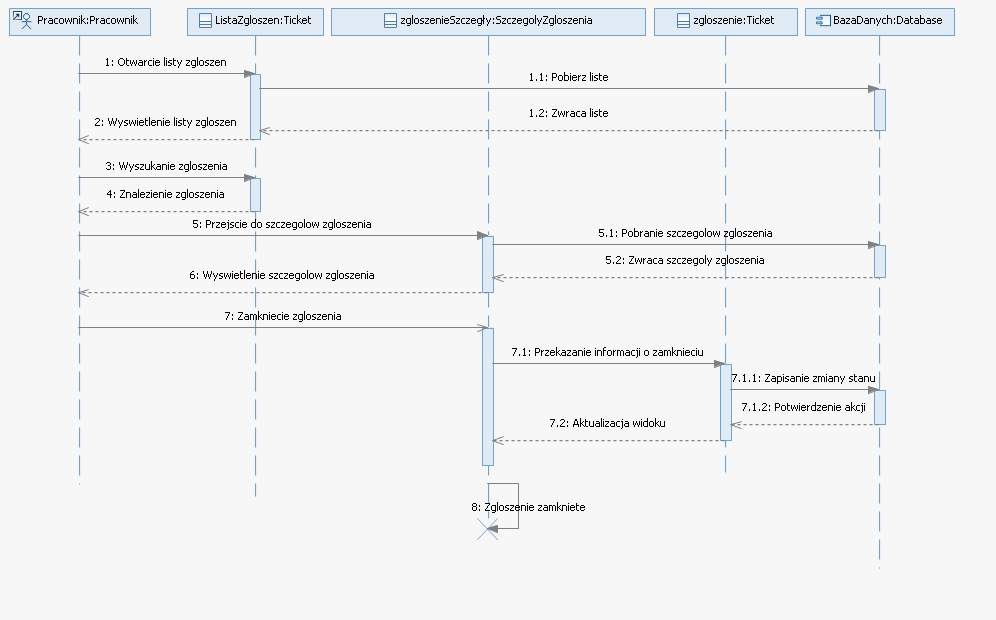 Pracownik:Pracownik
ListaZgloszen:Ticket
zgloszenieSzczegły:SzczegolyZgloszenia
zgloszenie:Ticket
BazaDanych:Database
1: Otwarcie listy zgloszen
1.1: Pobierz liste
1.2: Zwraca liste
2: Wyswietlenie listy zgloszen
3: Wyszukanie zgloszenia
4: Znalezienie zgloszenia
5: Przejscie do szczegolow zgloszenia
5.1: Pobranie szczegolow zgloszenia
5.2: Zwraca szczegoly zgloszenia
6: Wyswietlenie szczegolow zgloszenia
7: Zamkniecie zgloszenia
7.1: Przekazanie informacji o zamknieciu
7.1.1: Zapisanie zmiany stanu
7.1.2: Potwierdzenie akcji
7.2: Aktualizacja widoku
8: Zgloszenie zamkniete